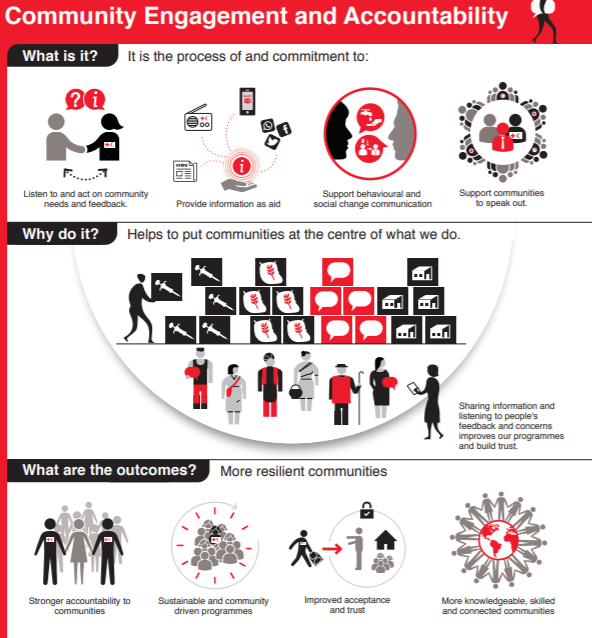 Community Engagement and Accountability
What is it?
It is the process of and commitment to:
? i
i
Listen to and act on community
needs and feedback.
Provide information as aid
Support behavioural and
social change communication
Support communities
to speak out.
Why do it?
Helps to put communities at the centre of what we do.
Sharing information and
listening to people's
feedback and concerns
improves our programmes
and build trust.
What are the outcomes?
More resilient communities
Stronger accountability to
communities
Sustainable and community
driven programmes
Improved acceptance
and trust
More knowledgeable, skilled
and connected communities